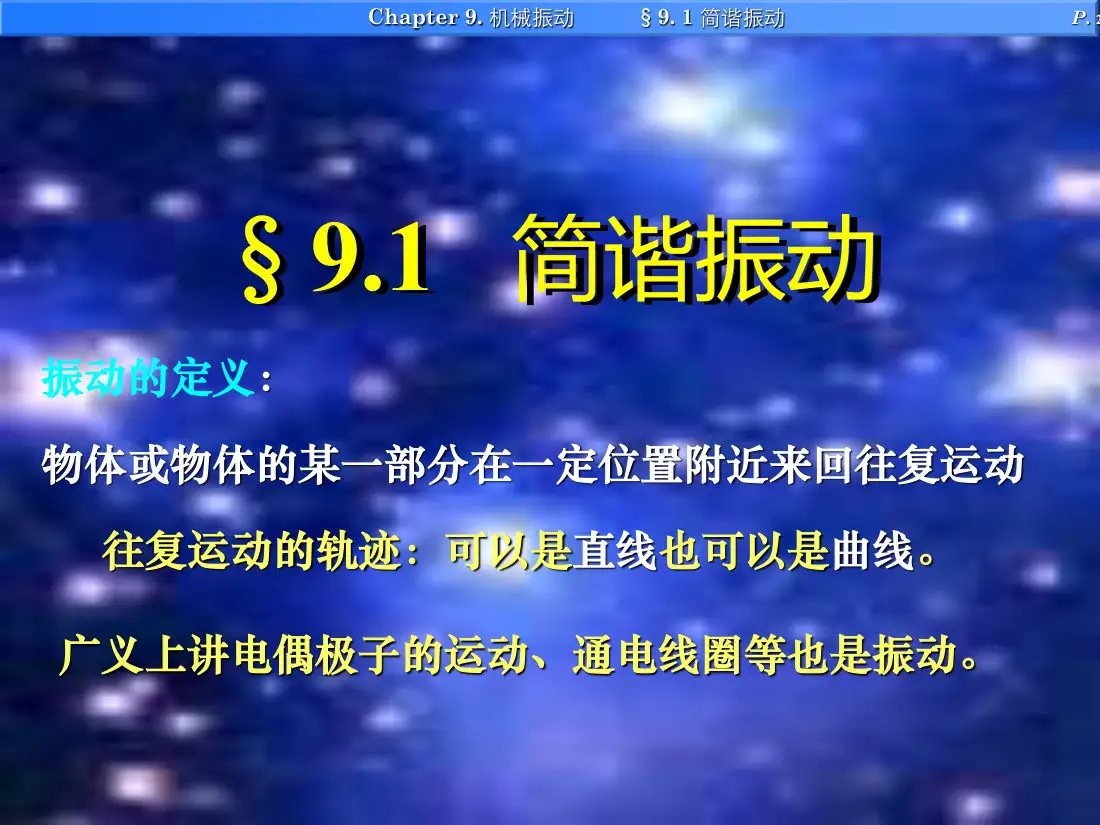 Chapter 9. 机械振动 §9. 1 简谐振动 P.
§9.1 简谐振动
振动的定义：
物体或物体的某一部分在一定位置附近来回往复运动
往复运动的轨迹：可以是直线也可以是曲线。
广义上讲电偶极子的运动、通电线圈等也是振动。